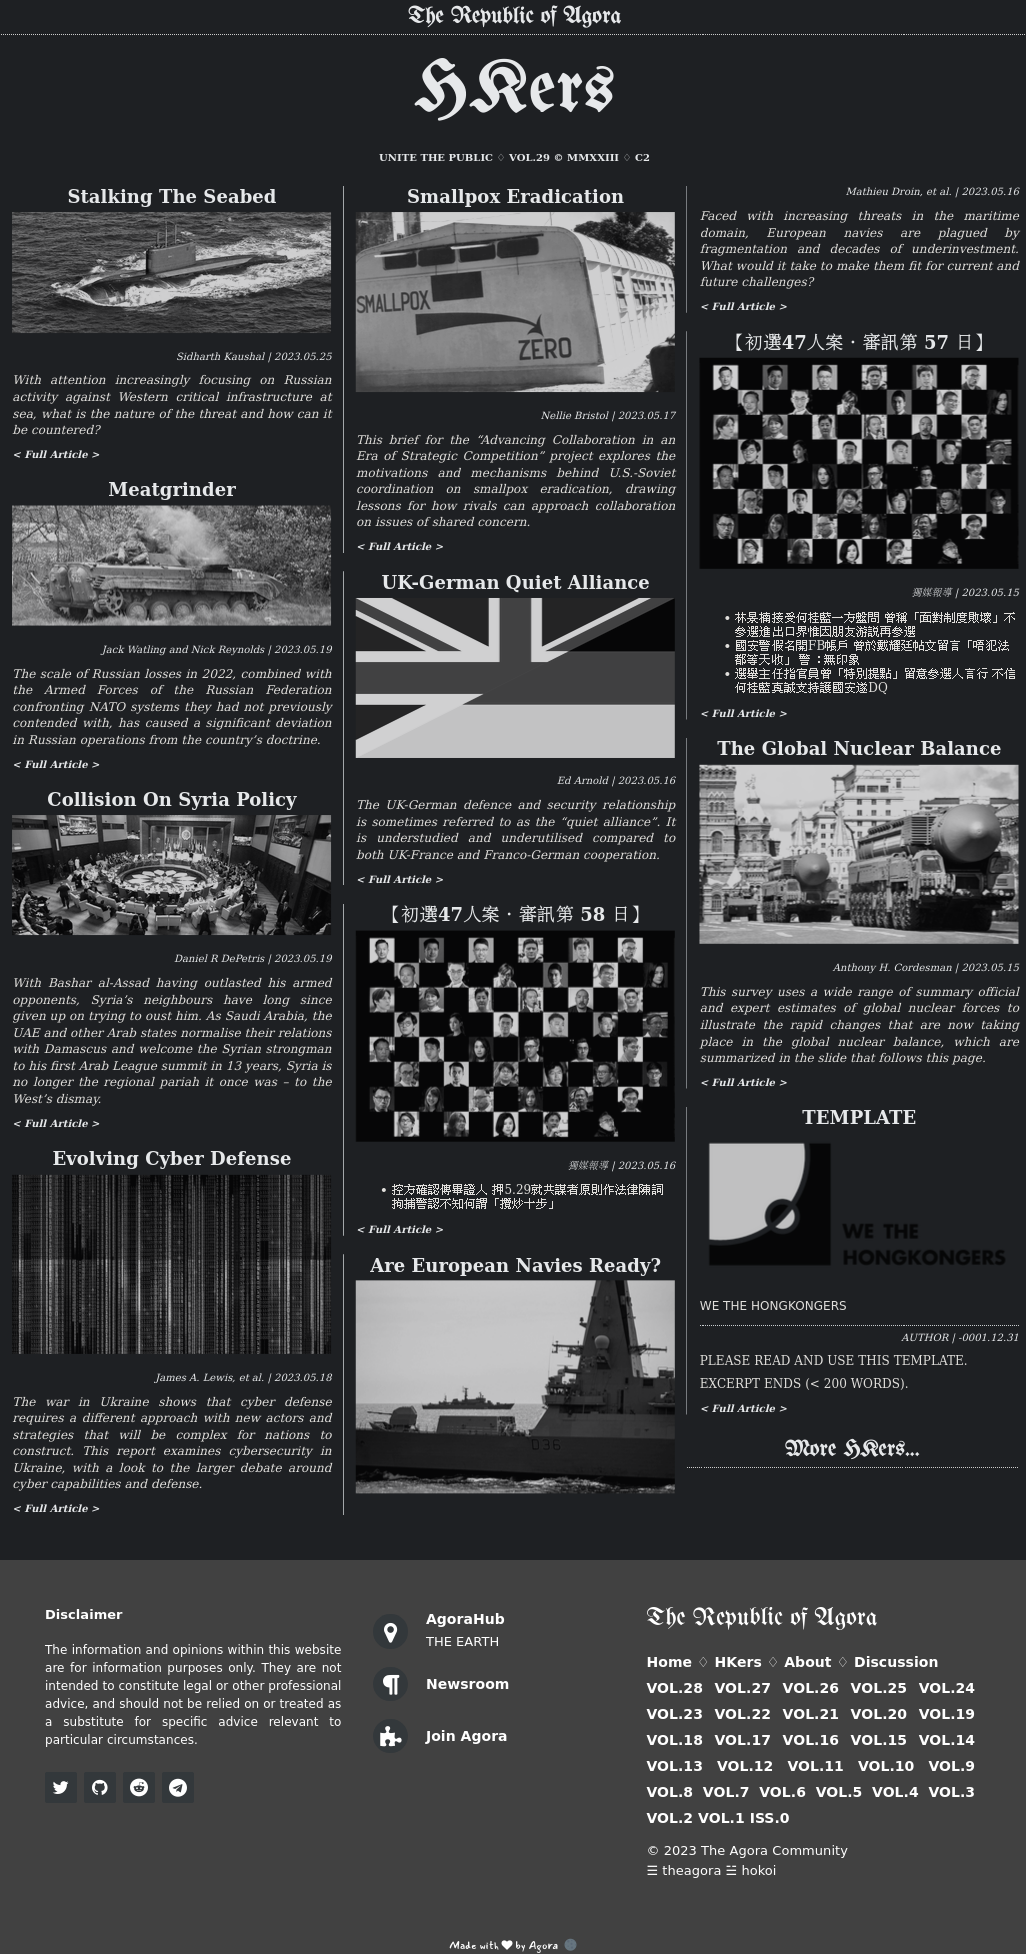 The Republic of Agora
HKers
UNITE THE PUBLIC ♢ VOL.29 © MMXXIII ♢ C2
Stalking The Seabed
Sidharth Kaushal | 2023.05.25
With attention increasingly focusing on Russian
activity against Western critical infrastructure at
sea, what is the nature of the threat and how can it
be countered?
< Full Article >
Meatgrinder
Jack Watling and Nick Reynolds | 2023.05.19
The scale of Russian losses in 2022, combined with
the Armed Forces of the Russian Federation
confronting NATO systems they had not previously
contended with, has caused a significant deviation
in Russian operations from the country’s doctrine.
< Full Article >
Collision On Syria Policy
Daniel R DePetris | 2023.05.19
With Bashar al-Assad having outlasted his armed
opponents, Syria’s neighbours have long since
given up on trying to oust him. As Saudi Arabia, the
UAE and other Arab states normalise their relations
with Damascus and welcome the Syrian strongman
to his first Arab League summit in 13 years, Syria is
no longer the regional pariah it once was – to the
West’s dismay.
< Full Article >
Evolving Cyber Defense
James A. Lewis, et al. | 2023.05.18
The war in Ukraine shows that cyber defense
requires a different approach with new actors and
strategies that will be complex for nations to
construct. This report examines cybersecurity in
Ukraine, with a look to the larger debate around
cyber capabilities and defense.
< Full Article >
Smallpox Eradication
SMALLPOX
ZERO
Nellie Bristol | 2023.05.17
This brief for the “Advancing Collaboration in an
Era of Strategic Competition” project explores the
motivations and mechanisms behind U.S.-Soviet
coordination on smallpox eradication, drawing
lessons for how rivals can approach collaboration
on issues of shared concern.
< Full Article >
UK-German Quiet Alliance
Ed Arnold | 2023.05.16
The UK-German defence and security relationship
is sometimes referred to as the “quiet alliance”. It
is understudied and underutilised compared to
both UK-France and Franco-German cooperation.
< Full Article >
【初選47人案・審訊第 58 日】
獨媒報導 | 2023.05.16
• 控方確認傳畢證人 押5.29就共謀者原則作法律陳詞
拘捕警認不知何謂「攬炒十步」
< Full Article >
Are European Navies Ready?
D36
Mathieu Droin, et al. | 2023.05.16
Faced with increasing threats in the maritime
domain, European navies are plagued by
fragmentation and decades of underinvestment.
What would it take to make them fit for current and
future challenges?
< Full Article >
【初選47人案・審訊第 57 日】
獨媒報導 | 2023.05.15
• 林景楠接受何桂藍一方盤問 曾稱「面對制度敗壞」不
參選進出口界惟因朋友游説再參選
• 國安警假名開FB帳戶 曾於戴耀廷帖文留言「唔犯法
都等天收」 警：無印象
• 選舉主任指官員曾「特別提點」留意參選人言行 不信
何桂藍真誠支持護國安遂DQ
< Full Article >
The Global Nuclear Balance
Anthony H. Cordesman | 2023.05.15
This survey uses a wide range of summary official
and expert estimates of global nuclear forces to
illustrate the rapid changes that are now taking
place in the global nuclear balance, which are
summarized in the slide that follows this page.
< Full Article >
TEMPLATE
WE THE
HONGKONGERS
WE THE HONGKONGERS
AUTHOR | -0001.12.31
PLEASE READ AND USE THIS TEMPLATE.
EXCERPT ENDS (< 200 WORDS).
< Full Article >
More HKers...
Disclaimer
The information and opinions within this website
are for information purposes only. They are not
intended to constitute legal or other professional
advice, and should not be relied on or treated as
a substitute for specific advice relevant to
particular circumstances.
AgoraHub
THE EARTH
Newsroom
Join Agora
The Republic of Agora
Home ♢ HKers ♢ About ♢ Discussion
VOL.28 VOL.27 VOL.26 VOL.25 VOL.24
VOL.23 VOL.22 VOL.21 VOL.20 VOL.19
VOL.18 VOL.17 VOL.16 VOL.15 VOL.14
VOL.13 VOL.12 VOL.11 VOL.10 VOL.9
VOL.8 VOL.7 VOL.6 VOL.5 VOL.4 VOL.3
VOL.2 VOL.1 ISS.0
© 2023 The Agora Community
☰ theagora ☱ hokoi
Made with ❤ by Agora